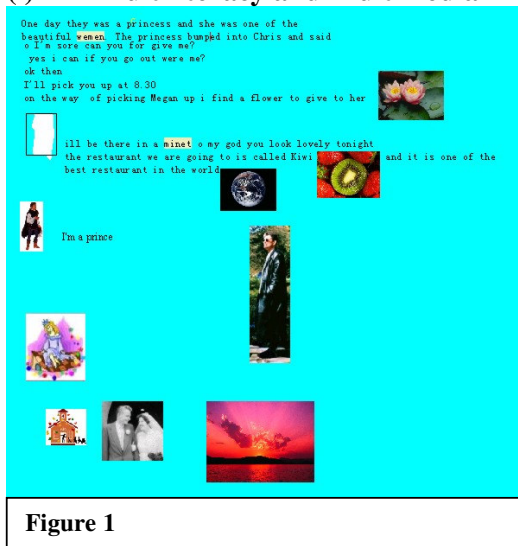 One day they was a princess and she was one of the
beautiful wemen. The princess bumped into Chris and said
o I'm sore can you for give me?
yes i can if you go out were me?
ok then
I'll pick you up at 8.30
on the way of picking Megan up i find a flower to give to her
ill be there in a minet o my god you look lovely tonight
the restaurant we are going to is called Kiwi and it is one of the
best restaurant in the world
I'm a prince
Figure 1